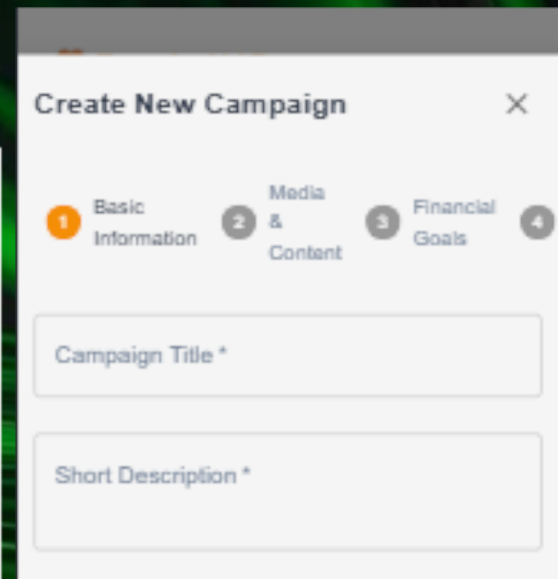 Create New Campaign
1
Basic
Information
2
Media
&
Content
3
Financial
Goals
4
Campaign Title *
Short Description *